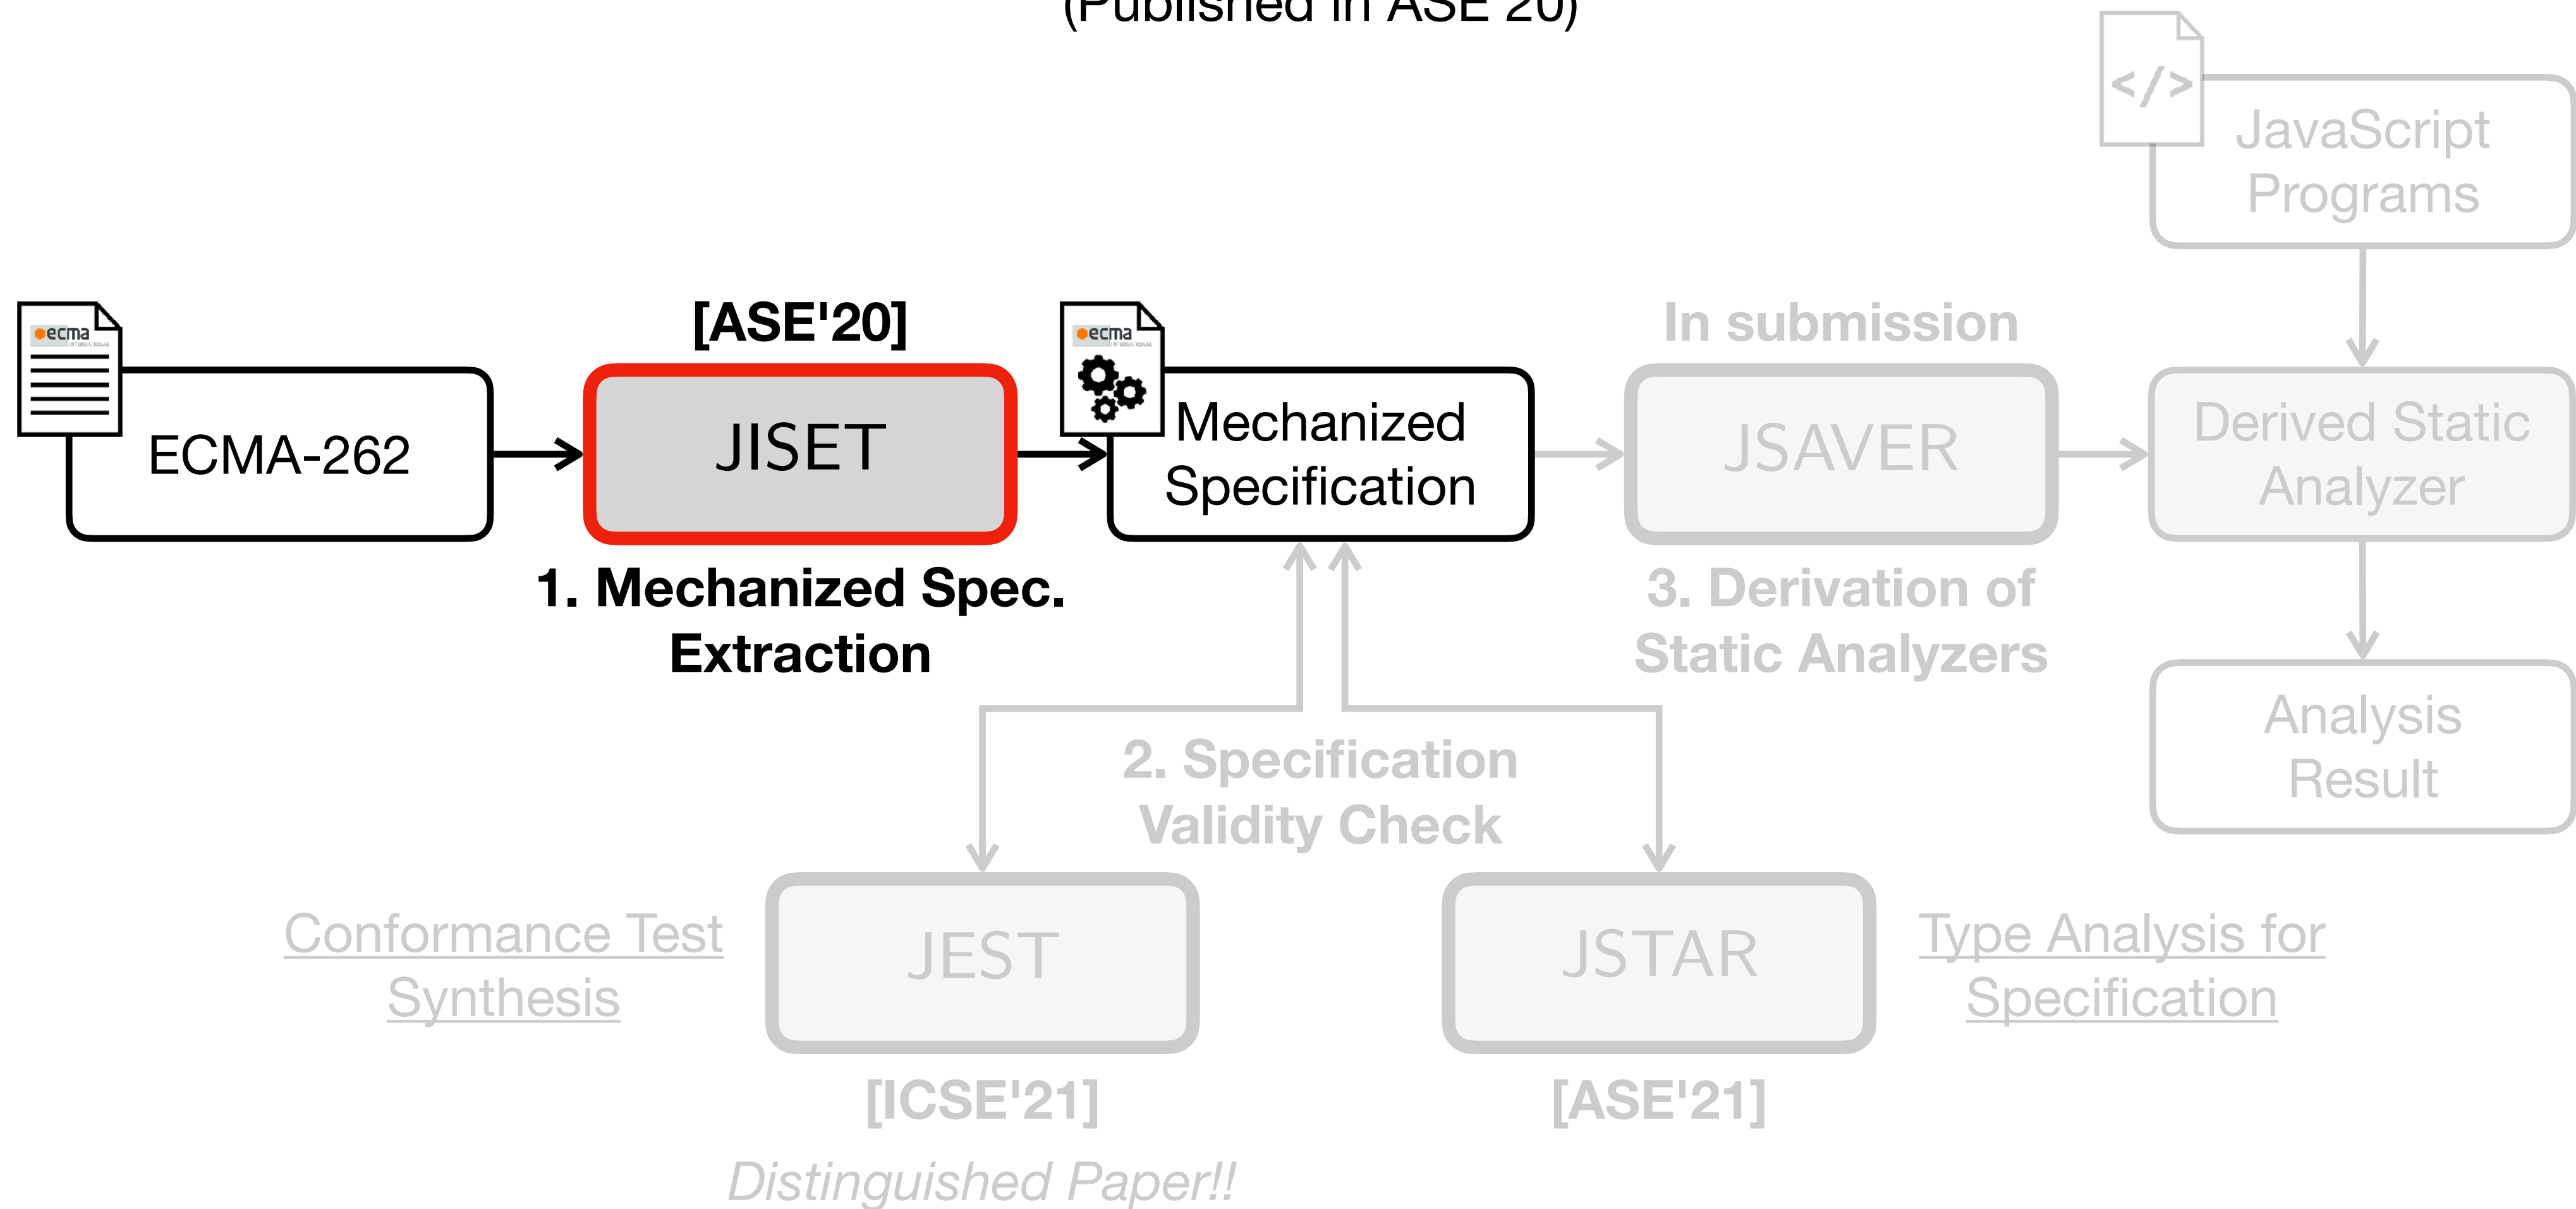 (Published in ASE'20)
</>
JavaScript
Programs
[ASE'20]
In submission
ecma
ecma
ECMA-262
JISET
Mechanized
Specification
JSAVER
Derived Static
Analyzer
1. Mechanized Spec.
Extraction
3. Derivation of
Static Analyzers
2. Specification
Validity Check
Analysis
Result
Conformance Test
Synthesis
JEST
JSTAR
Type Analysis for
Specification
[ICSE'21]
[ASE'21]
Distinguished Paper!!